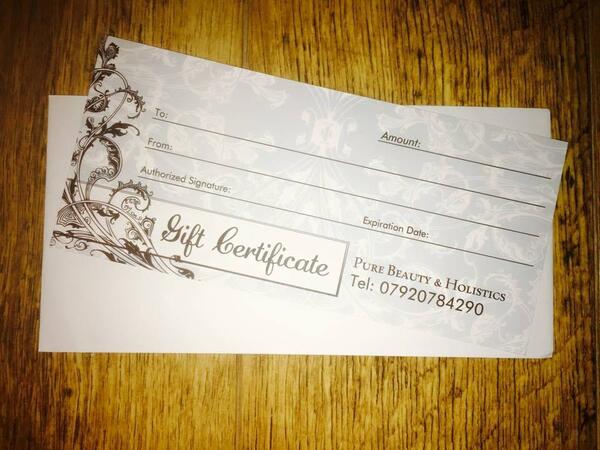 To:
Amount:
From:
Authorized Signature:
Expiration Date:
Gift Certificate
PURE BEAUTY & HOLISTICS
Tel: 07920784290